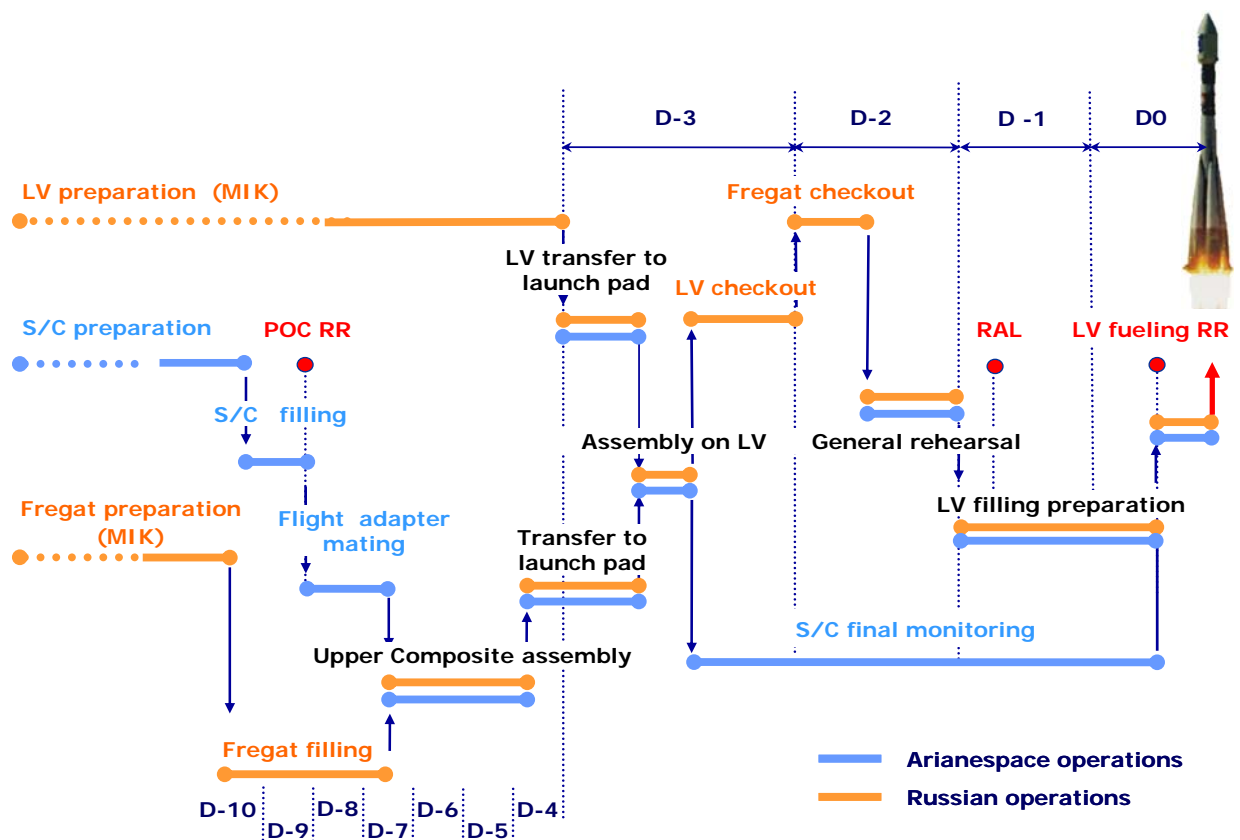 D-3
D-2
D -1
D0
LV preparation (MIK)
Fregat checkout
LV transfer to
launch pad
LV checkout
S/C preparation
POC RR
RAL
LV fueling RR
S/C filling
Assembly on LV
General rehearsal
Fregat preparation
(MIK)
Flight adapter
mating
Transfer to
launch pad
LV filling preparation
S/C final monitoring
Upper Composite assembly
Fregat filling
Arianespace operations
Russian operations
D-10
D-9
D-8
D-7
D-6
D-5
D-4